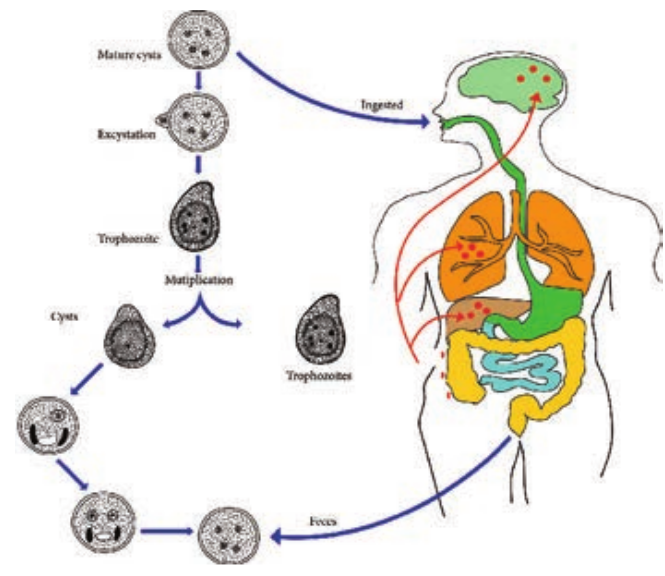 Mature cysts
Ingested
Excystation
Trophozoite
Mutiplication
Cysts
Trophozoites
Feces